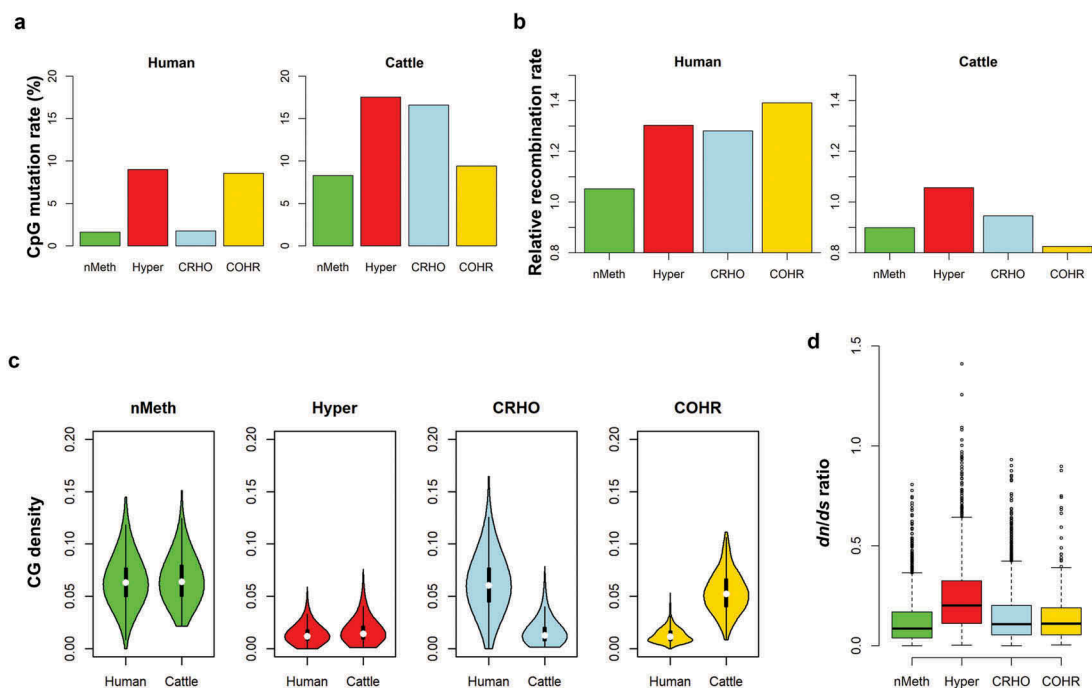 a
Human
Cattle
CpG mutation rate (%)
20
15
10
5
0
20
15
10
5
0
nMeth Hyper CRHO COHR
nMeth Hyper CRHO COHR
b
Human
Cattle
Relative recombination rate
1.4
1.2
1.0
0.8
1.4
1.2
1.0
0.8
nMeth Hyper CRHO COHR
nMeth Hyper CRHO COHR
c
nMeth
Hyper
CRHO
COHR
CG density
0.20
0.15
0.10
0.05
0.00
0.20
0.15
0.10
0.05
0.00
0.20
0.15
0.10
0.05
0.00
0.20
0.15
0.10
0.05
0.00
Human Cattle
Human Cattle
Human Cattle
Human Cattle
d
dn/ds ratio
1.5
1.0
0.5
0.0
nMeth Hyper CRHO COHR